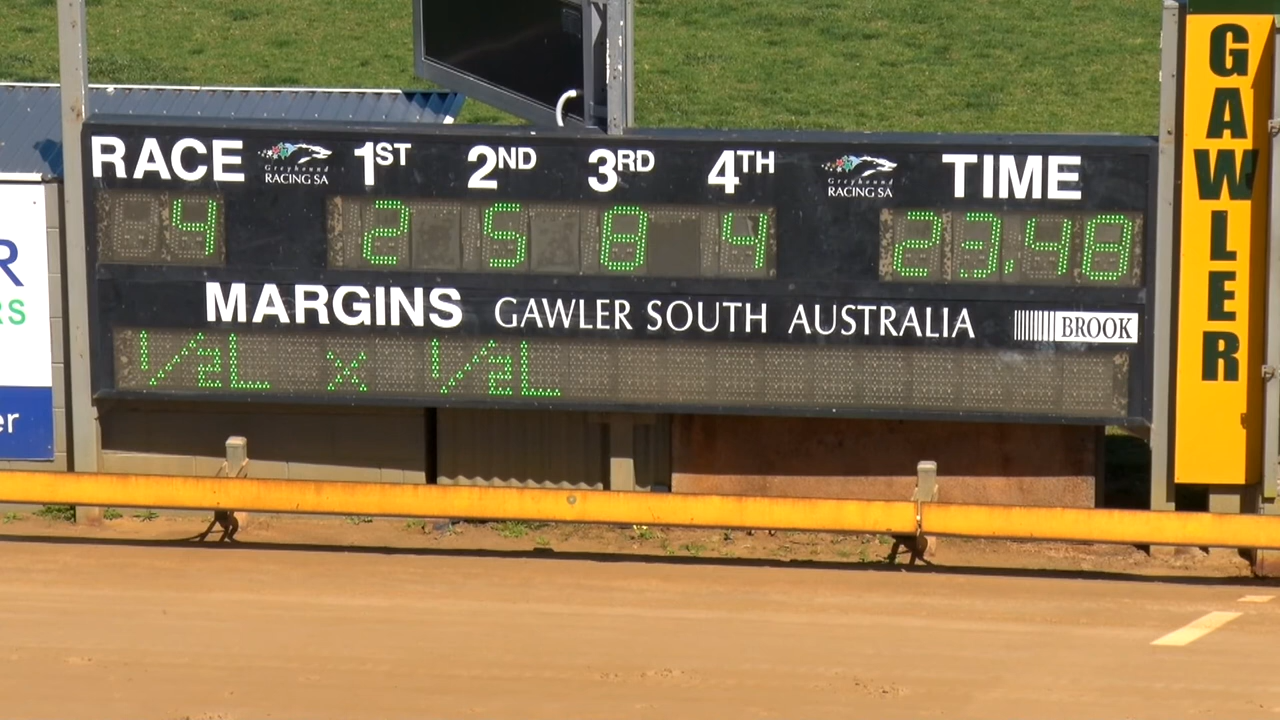 RACE 1ST 2ND 3RD 4TH TIME
Greyhound RACING SA
Greyhound RACING SA
4 2 5 8 4 23.48
MARGINS GAWLER SOUTH AUSTRALIA BROOK
1/2L x 1/2L
GAWLER
R
RS
er